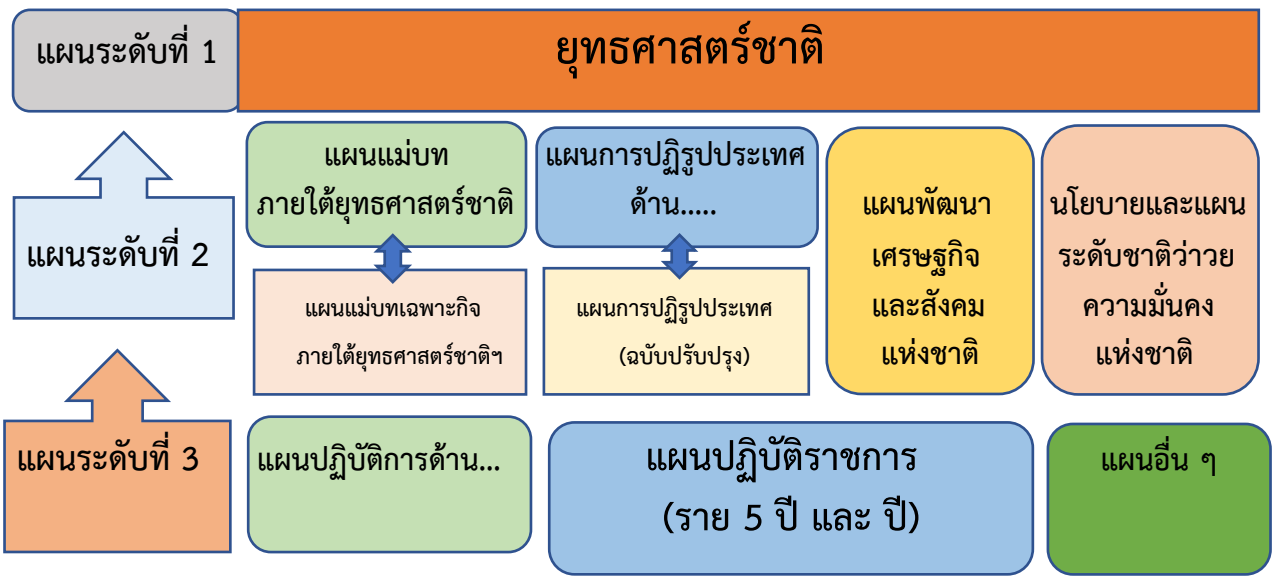 แผนระดับที่ 1
ยุทธศาสตร์ชาติ
แผนระดับที่ 2
แผนแม่บท
ภายใต้ยุทธศาสตร์ชาติ
แผนแม่บทเฉพาะกิจ
ภายใต้ยุทธศาสตร์ชาติฯ
แผนการปฏิรูปประเทศ
ด้าน.....
แผนการปฏิรูปประเทศ
(ฉบับปรับปรุง)
แผนพัฒนา
เศรษฐกิจ
และสังคม
แห่งชาติ
นโยบายและแผน
ระดับชาติว่าวย
ความมั่นคง
แห่งชาติ
แผนระดับที่ 3
แผนปฏิบัติการด้าน...
แผนปฏิบัติราชการ
(ราย 5 ปี และ ปี)
แผนอื่น ๆ